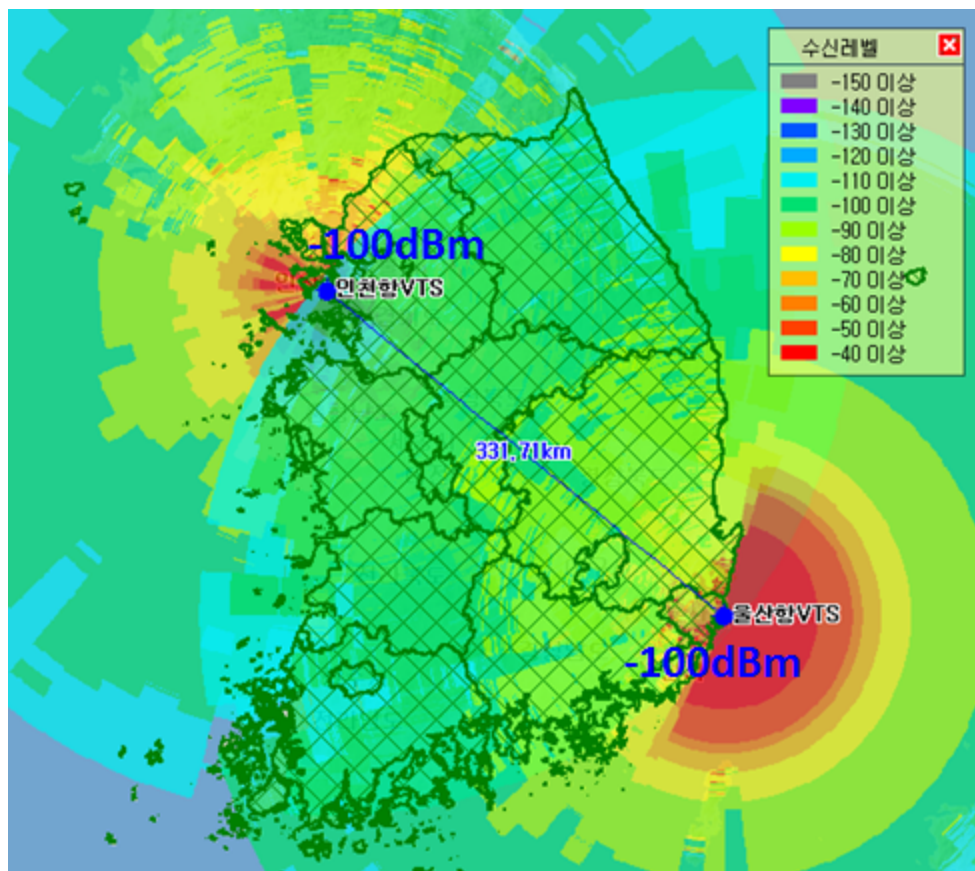 수신레벨
-150 이상
-140 이상
-130 이상
-120 이상
-110 이상
-100 이상
-90 이상
-80 이상
-70 이상
-60 이상
-50 이상
-40 이상
-100dBm
인천항VTS
331,71km
울산항VTS
-100dBm